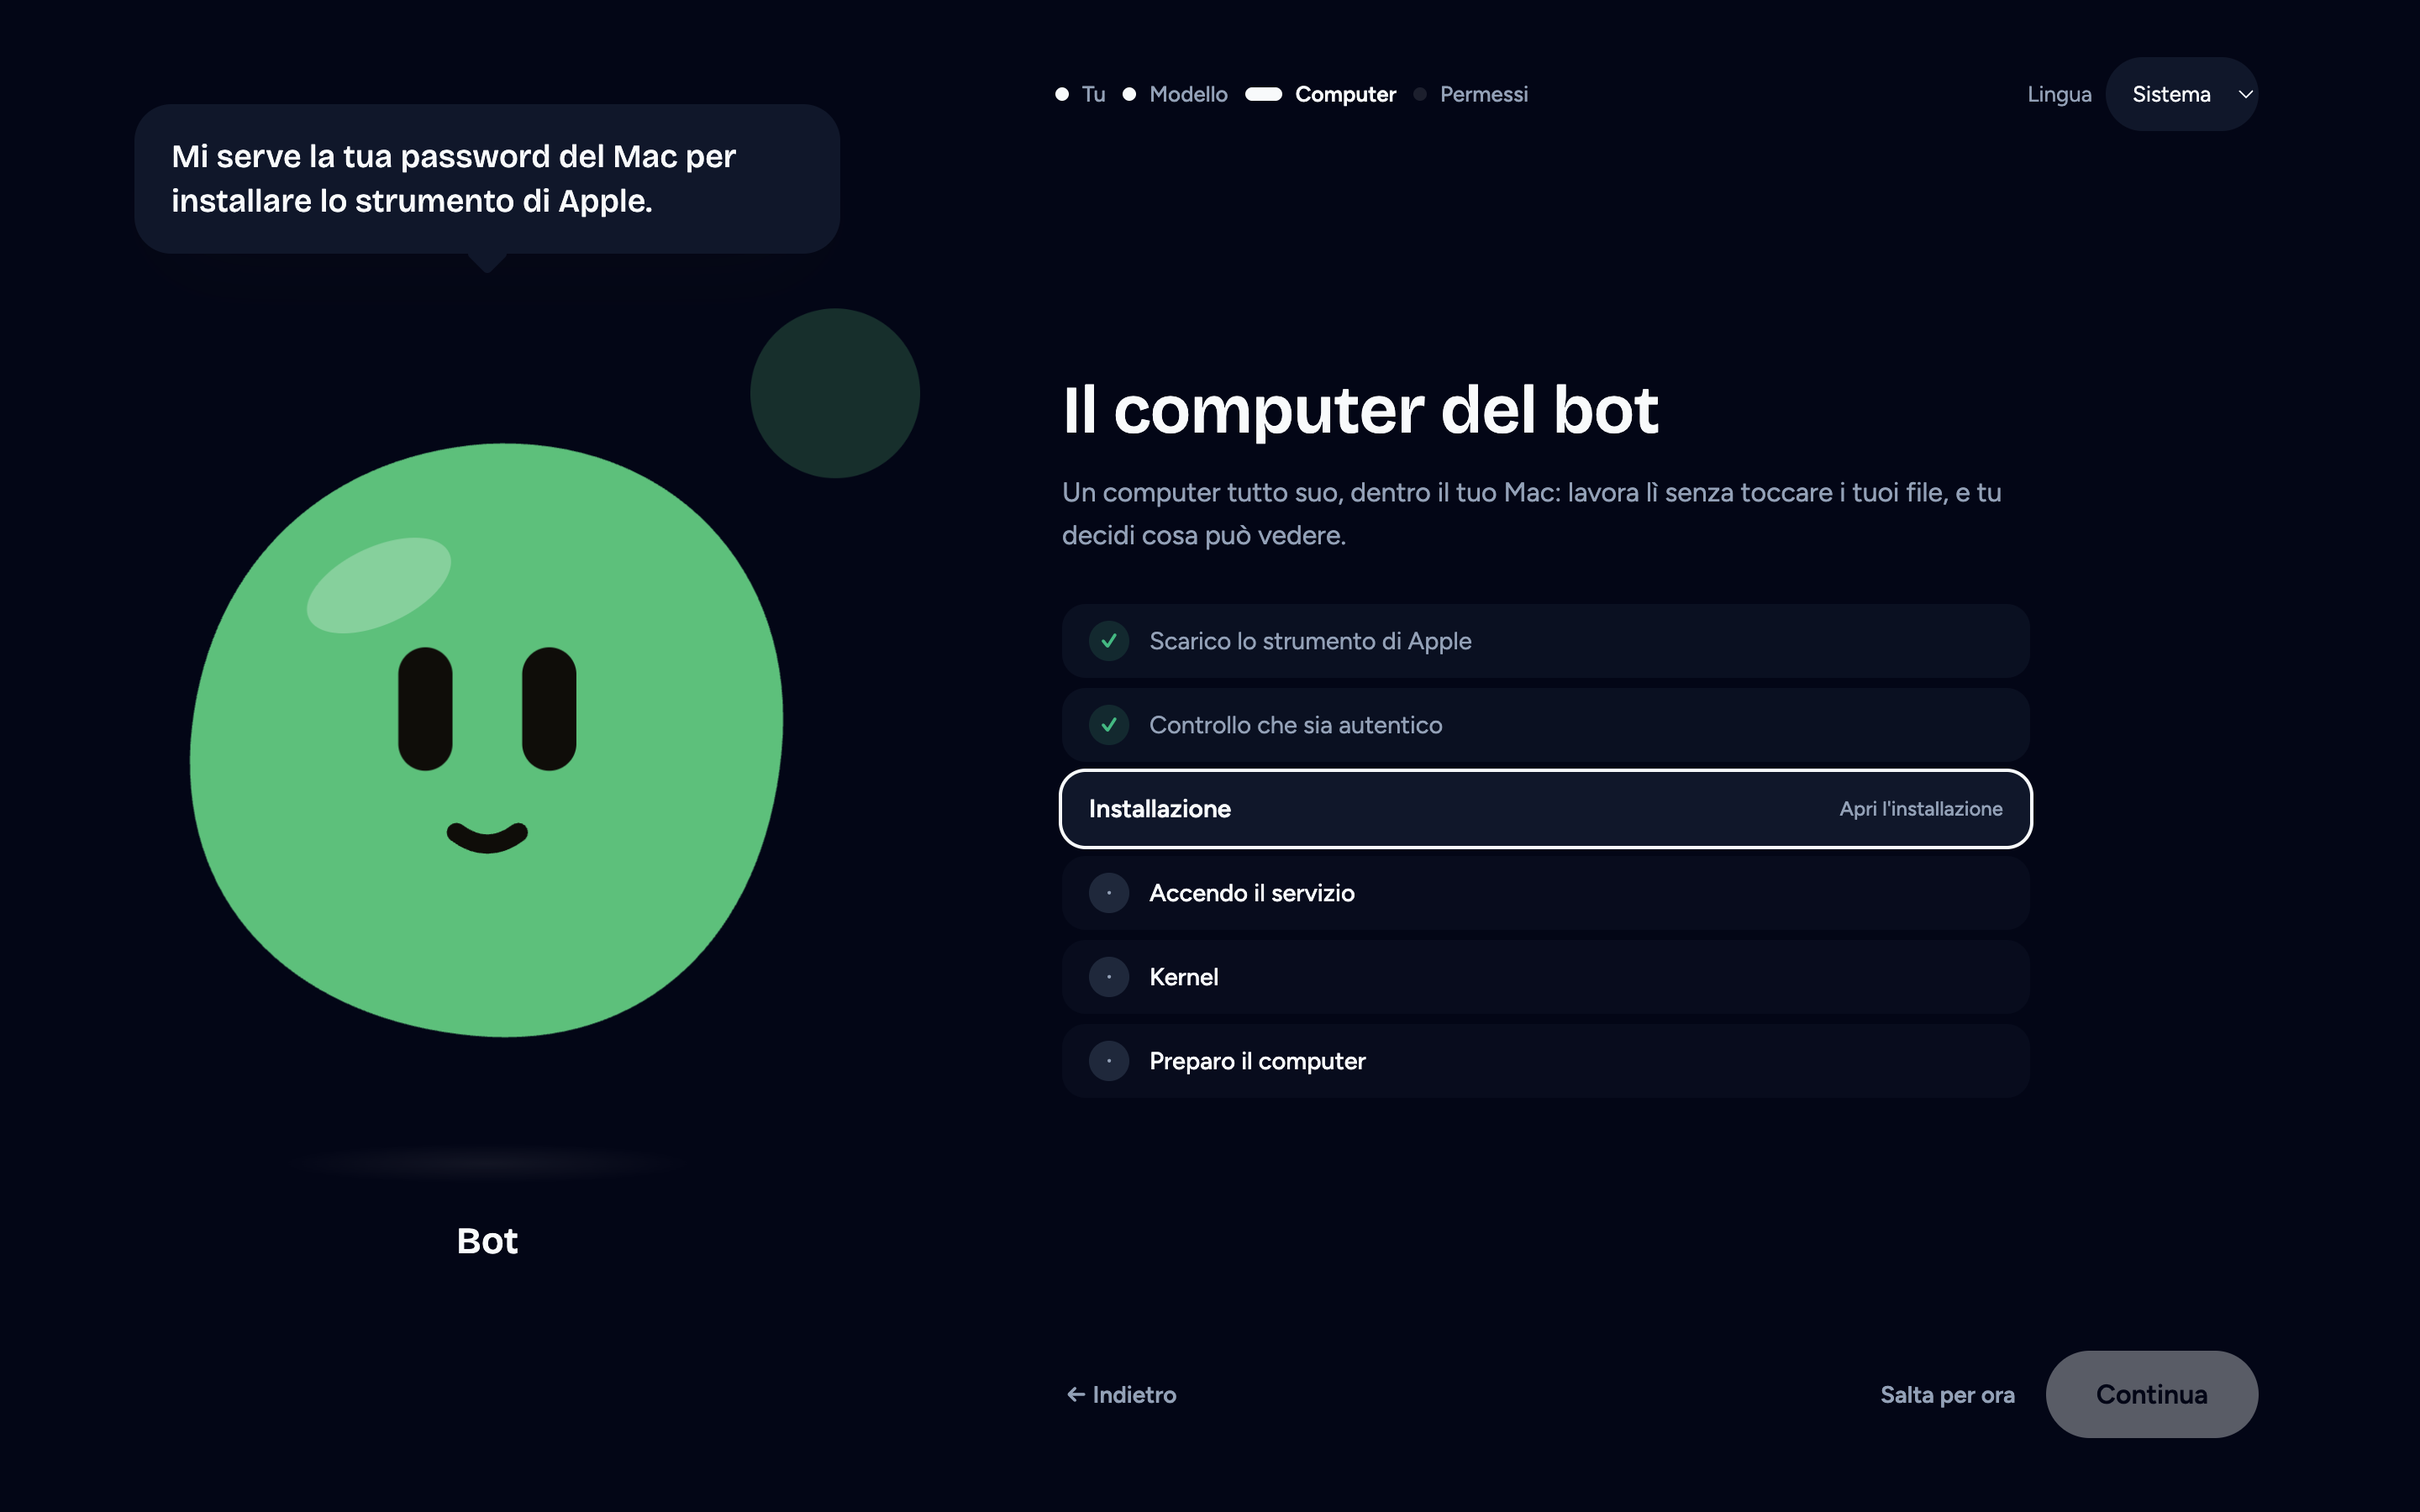 Tu
Modello
Computer
Permessi
Lingua
Sistema
Mi serve la tua password del Mac per
installare lo strumento di Apple.
Bot
Il computer del bot
Un computer tutto suo, dentro il tuo Mac: lavora lì senza toccare i tuoi file, e tu
decidi cosa può vedere.
Scarico lo strumento di Apple
Controllo che sia autentico
Installazione
Apri l'installazione
Accendo il servizio
Kernel
Preparo il computer
← Indietro
Salta per ora
Continua